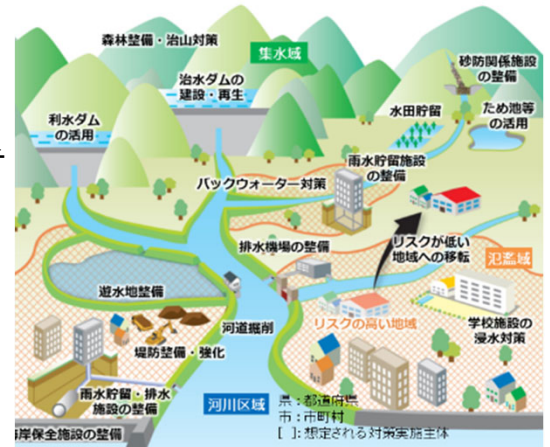 森林整備・治山対策
集水域
砂防関係施設
の整備
治水ダムの
建設・再生
利水ダム
の活用
水田貯留
ため池等
の活用
雨水貯留施設
の整備
バックウォーター対策
排水機場の整備
リスクが低い
地域への移転
氾濫域
遊水地整備
河道掘削
リスクの高い地域
学校施設の
浸水対策
堤防整備・強化
雨水貯留・排水
施設の整備
河川区域
県：都道府県
市：市町村
[ ]：想定される対策実施主体
岸保全施設の整備